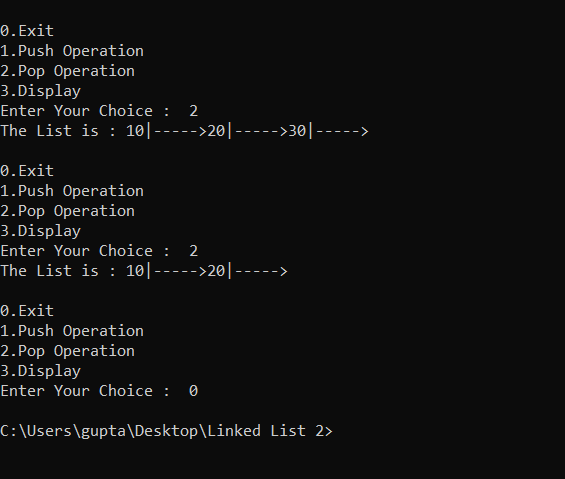 0.Exit
1.Push Operation
2.Pop Operation
3.Display
Enter Your Choice :  2
The List is : 10|----->20|----->30|----->
0.Exit
1.Push Operation
2.Pop Operation
3.Display
Enter Your Choice :  2
The List is : 10|----->20|----->
0.Exit
1.Push Operation
2.Pop Operation
3.Display
Enter Your Choice :  0
C:\Users\gupta\Desktop\Linked List 2>